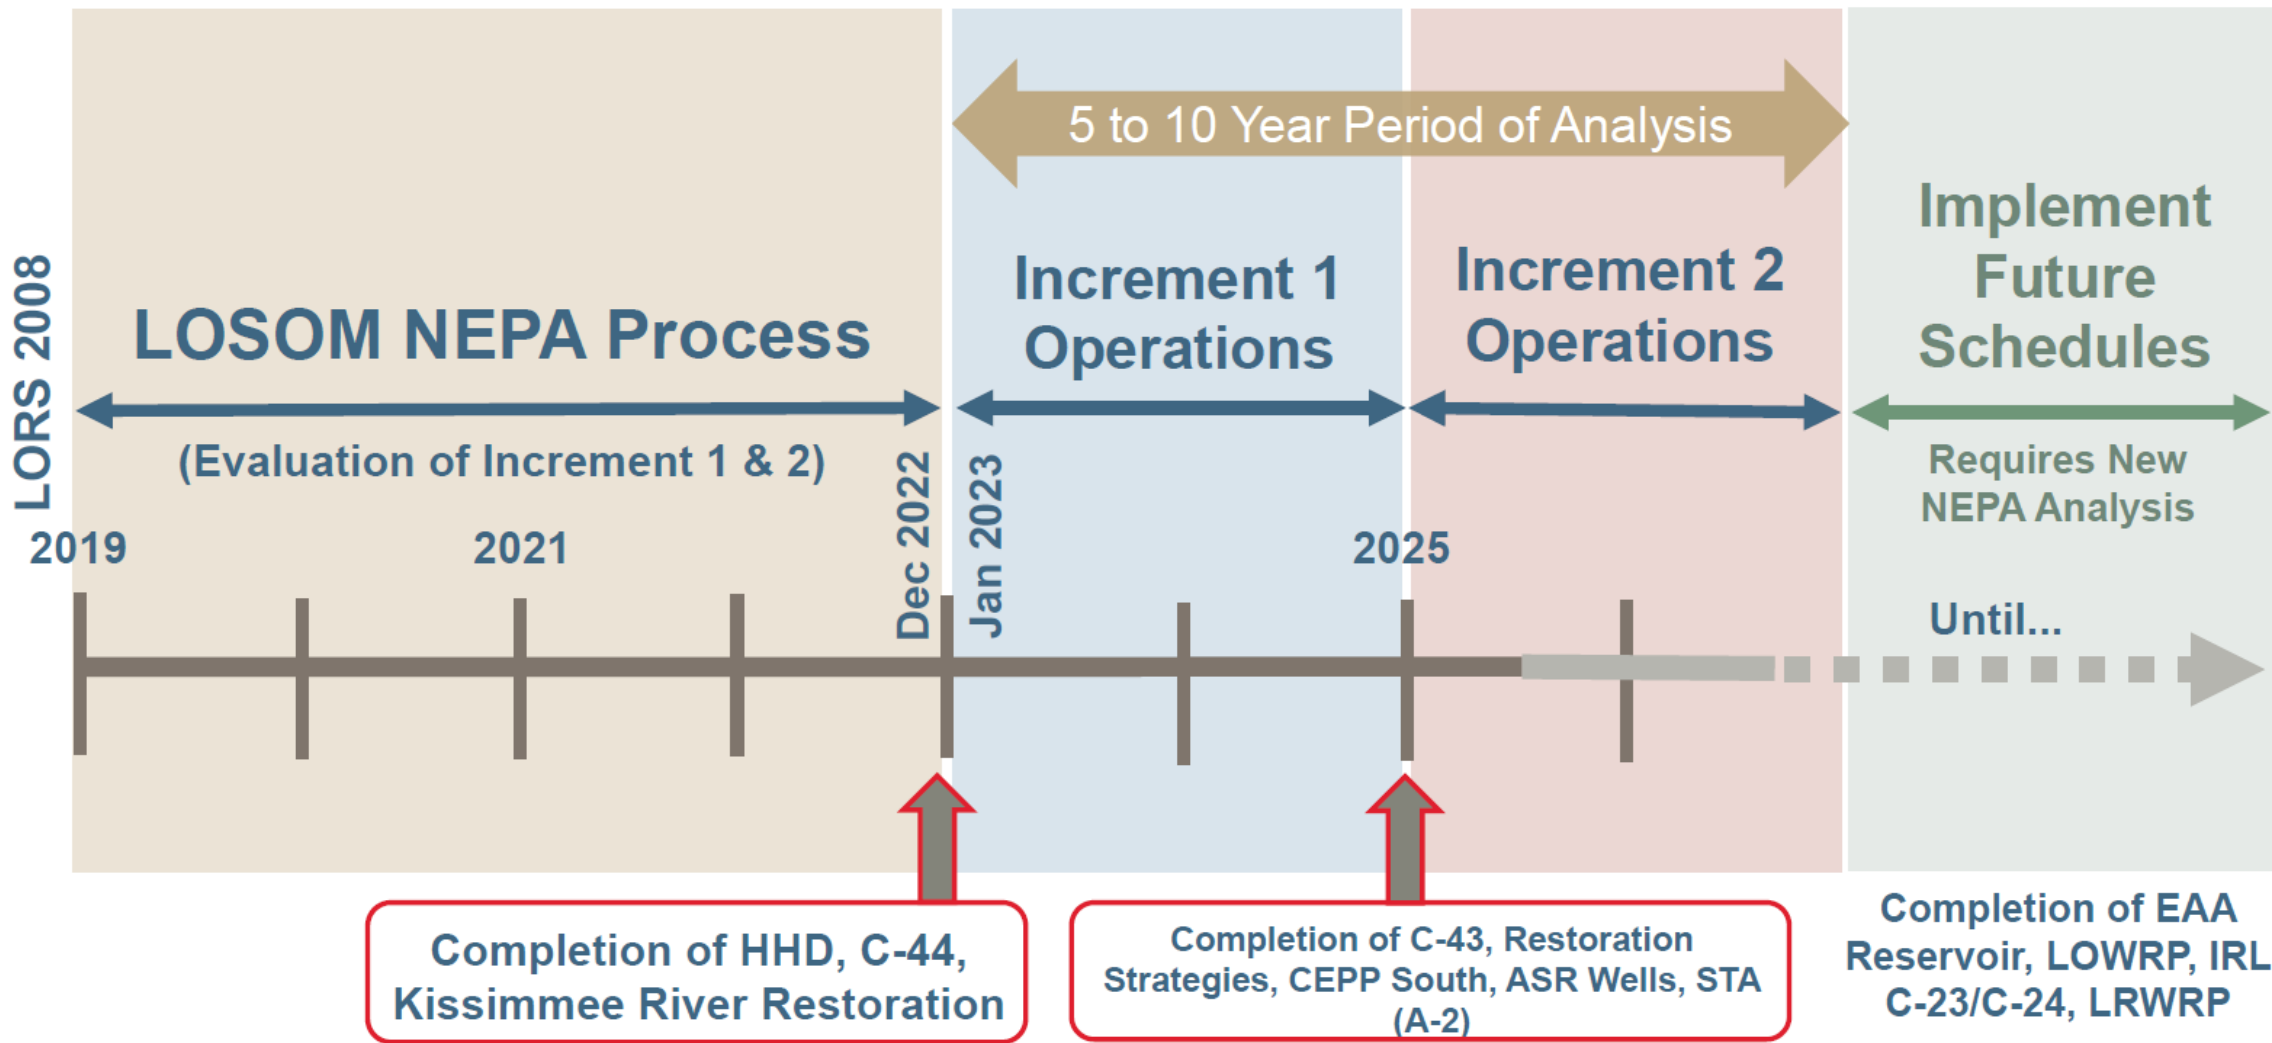 LORS 2008
LOSOM NEPA Process
(Evaluation of Increment 1 & 2)
5 to 10 Year Period of Analysis
Increment 1
Operations
Increment 2
Operations
Implement
Future
Schedules
Requires New
NEPA Analysis
2019
2021
Dec 2022
Jan 2023
2025
Until...
Completion of HHD, C-44,
Kissimmee River Restoration
Completion of C-43, Restoration
Strategies, CEPP South, ASR Wells, STA
(A-2)
Completion of EAA
Reservoir, LOWRP, IRL
C-23/C-24, LRWRP